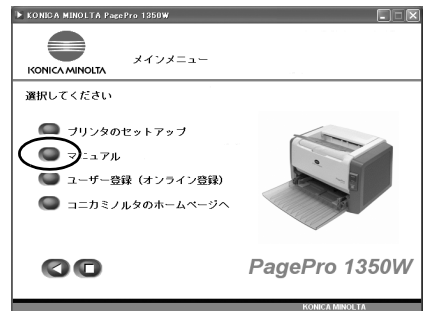 KONICA MINOLTA PagePro 1350W
KONICA MINOLTA
メインメニュー
選択してください
プリンタのセットアップ
マニュアル
ユーザー登録（オンライン登録）
コニカミノルタのホームページへ
PagePro 1350W
KONICA MINOLTA